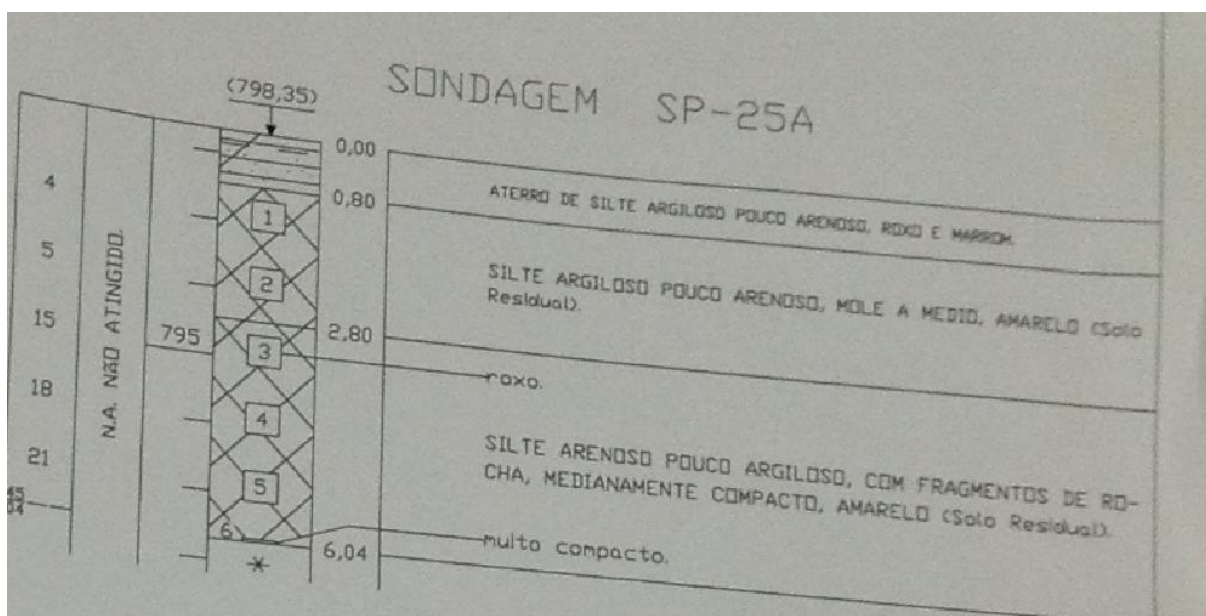 SONDAGEM SP-25A
(798,35)
0,00
ATERRO DE SILTE ARGILOSO POUCO ARENOSO, ROXO E MARROM.
4
0,80
1
5
N.A. NÃO ATINGIDO.
2
SILTE ARGILOSO POUCO ARENOSO, MOLE A MEDIO, AMARELO (Solo
Residual).
15
795
2,80
3
roxo.
18
4
SILTE ARENOSO POUCO ARGILOSO, COM FRAGMENTOS DE RO-
CHA, MEDIANAMENTE COMPACTO, AMARELO (Solo Residual).
21
5
6
6,04
muito compacto.